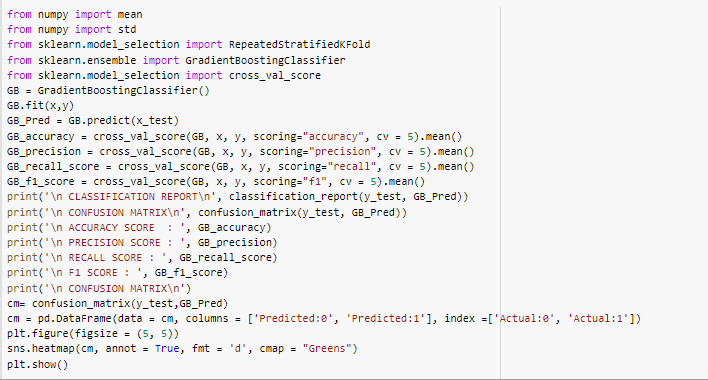 from numpy import mean
from numpy import std
from sklearn.model_selection import RepeatedStratifiedKFold
from sklearn.ensemble import GradientBoostingClassifier
from sklearn.model_selection import cross_val_score
GB = GradientBoostingClassifier()
GB.fit(x,y)
GB_Pred = GB.predict(x_test)
GB_accuracy = cross_val_score(GB, x, y, scoring="accuracy", cv = 5).mean()
GB_precision = cross_val_score(GB, x, y, scoring="precision", cv = 5).mean()
GB_recall_score = cross_val_score(GB, x, y, scoring="recall", cv = 5).mean()
GB_f1_score = cross_val_score(GB, x, y, scoring="f1", cv = 5).mean()
print('\n CLASSIFICATION REPORT\n', classification_report(y_test, GB_Pred))
print('\n CONFUSION MATRIX\n', confusion_matrix(y_test, GB_Pred))
print('\n ACCURACY SCORE  : ', GB_accuracy)
print('\n PRECISION SCORE : ', GB_precision)
print('\n RECALL SCORE : ', GB_recall_score)
print('\n F1 SCORE : ', GB_f1_score)
print('\n CONFUSION MATRIX\n')
cm= confusion_matrix(y_test,GB_Pred)
cm = pd.DataFrame(data = cm, columns = ['Predicted:0', 'Predicted:1'], index =['Actual:0', 'Actual:1'])
plt.figure(figsize = (5, 5))
sns.heatmap(cm, annot = True, fmt = 'd', cmap = "Greens")
plt.show()